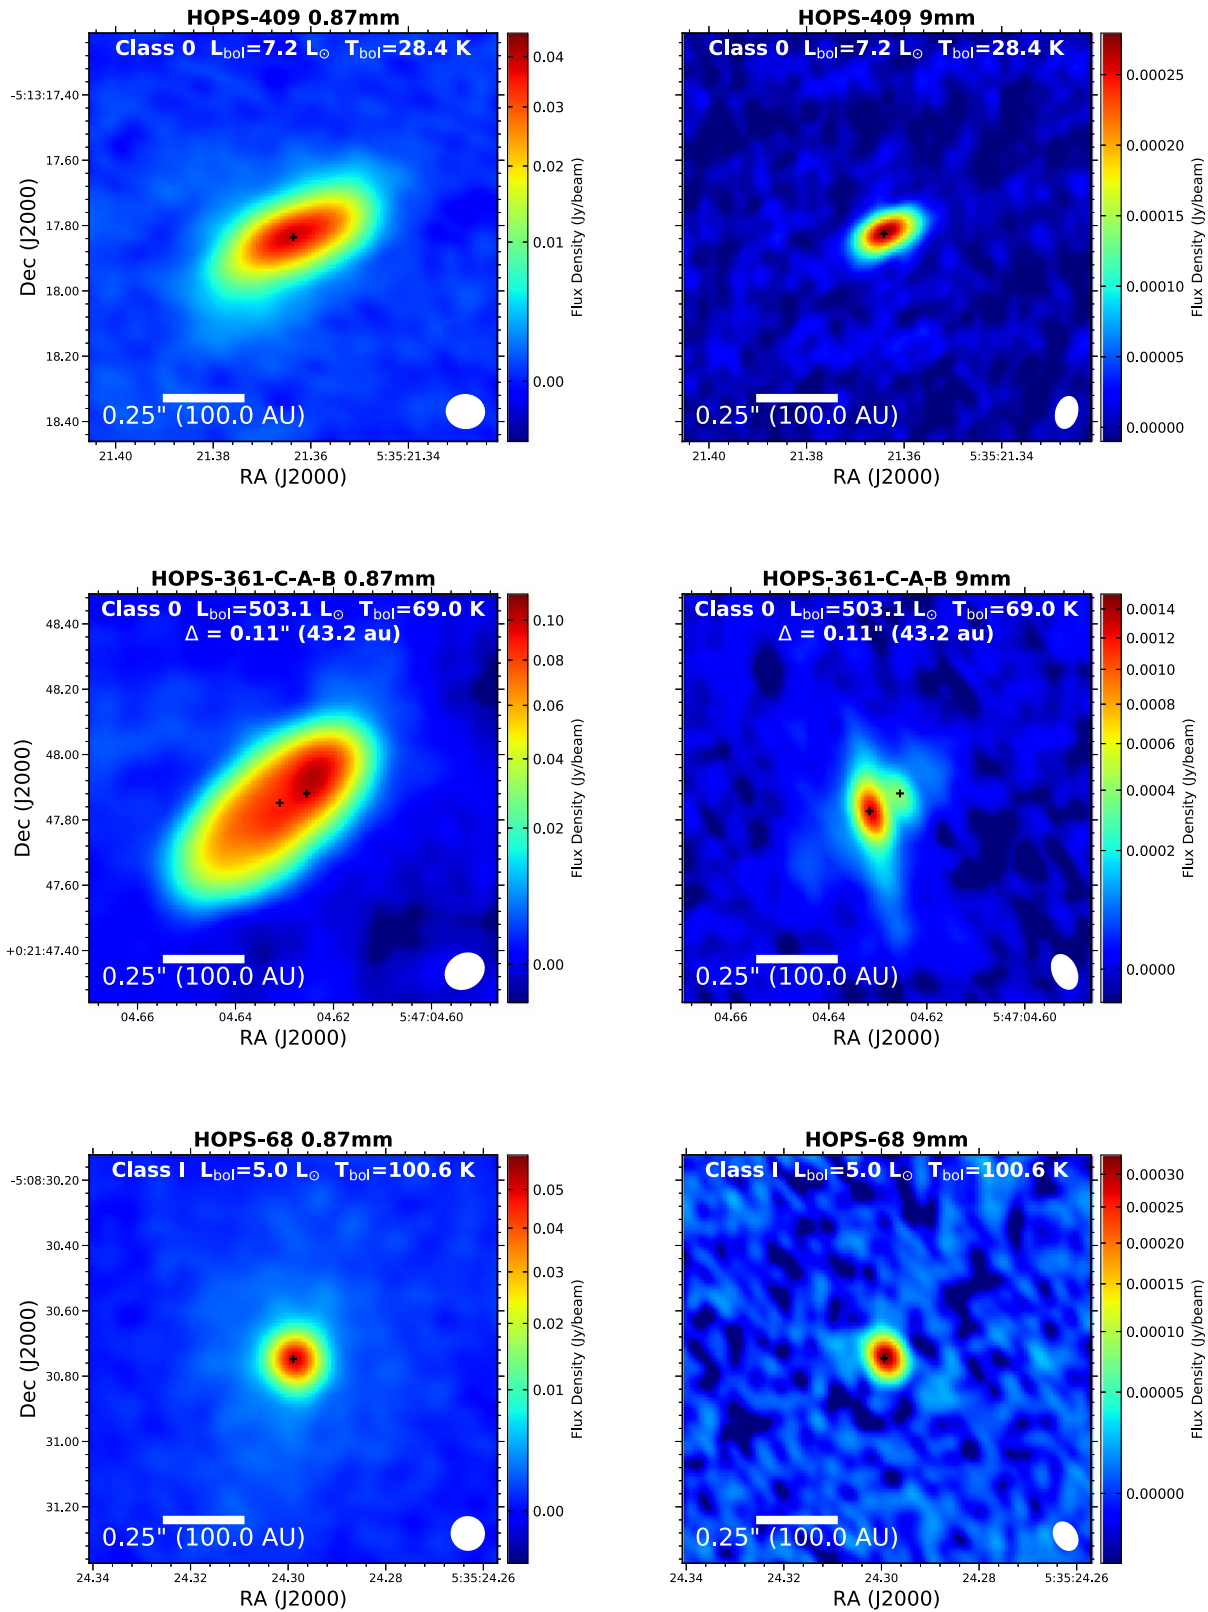 HOPS-409 0.87mm
Class 0 L_bol=7.2 L_⊙ T_bol=28.4 K
Dec (J2000)
-5:13:17.40
17.60
17.80
18.00
18.20
18.40
0.25" (100.0 AU)
21.40
21.38
21.36
5:35:21.34
RA (J2000)
0.04
0.03
0.02
0.01
0.00
Flux Density (Jy/beam)
HOPS-409 9mm
Class 0 L_bol=7.2 L_⊙ T_bol=28.4 K
0.25" (100.0 AU)
21.40
21.38
21.36
5:35:21.34
RA (J2000)
0.00025
0.00020
0.00015
0.00010
0.00005
0.00000
Flux Density (Jy/beam)
HOPS-361-C-A-B 0.87mm
Class 0 L_bol=503.1 L_⊙ T_bol=69.0 K
Δ = 0.11" (43.2 au)
Dec (J2000)
48.40
48.20
48.00
47.80
47.60
+0:21:47.40
0.25" (100.0 AU)
04.66
04.64
04.62
5:47:04.60
RA (J2000)
0.10
0.08
0.06
0.04
0.02
0.00
Flux Density (Jy/beam)
HOPS-361-C-A-B 9mm
Class 0 L_bol=503.1 L_⊙ T_bol=69.0 K
Δ = 0.11" (43.2 au)
0.25" (100.0 AU)
04.66
04.64
04.62
5:47:04.60
RA (J2000)
0.0014
0.0012
0.0010
0.0008
0.0006
0.0004
0.0002
0.0000
Flux Density (Jy/beam)
HOPS-68 0.87mm
Class I L_bol=5.0 L_⊙ T_bol=100.6 K
Dec (J2000)
-5:08:30.20
30.40
30.60
30.80
31.00
31.20
0.25" (100.0 AU)
24.34
24.32
24.30
24.28
5:35:24.26
RA (J2000)
0.05
0.04
0.03
0.02
0.01
0.00
Flux Density (Jy/beam)
HOPS-68 9mm
Class I L_bol=5.0 L_⊙ T_bol=100.6 K
0.25" (100.0 AU)
24.34
24.32
24.30
24.28
5:35:24.26
RA (J2000)
0.00030
0.00025
0.00020
0.00015
0.00010
0.00005
0.00000
Flux Density (Jy/beam)